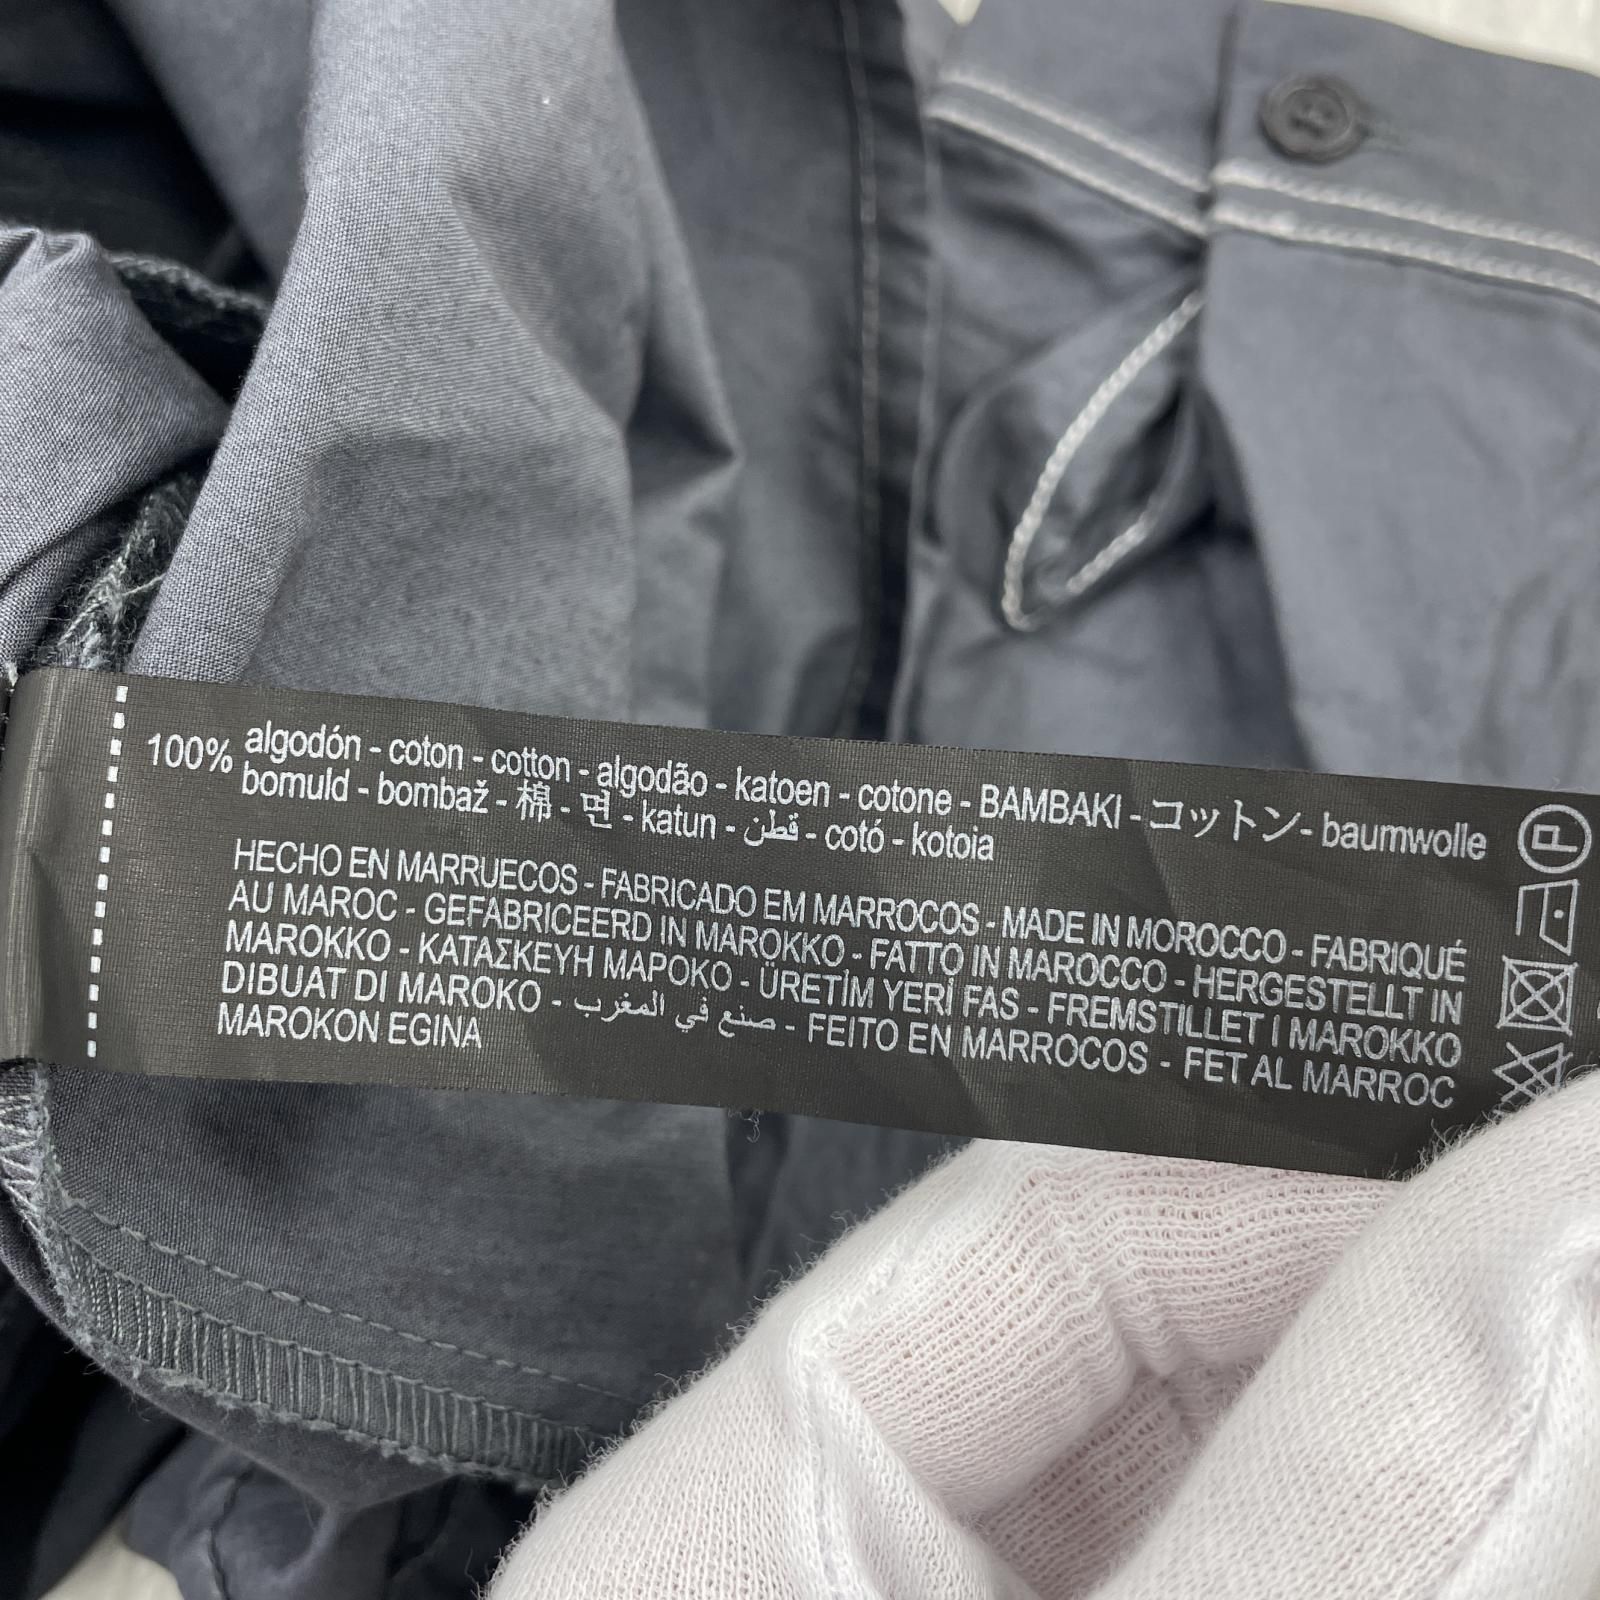 100% algodón - coton - cotton - algodão - katoen - cotone - BAMBAKI - コットン - baumwolle
bomuld - bombaž - 棉 - 면 - katun - قطن - cotó - kotoia
HECHO EN MARRUECOS - FABRICADO EM MARROCOS - MADE IN MOROCCO - FABRIQUÉ
AU MAROC - GEFABRICEERD IN MAROKKO - FATTO IN MAROCCO - HERGESTELLT IN
MAROKKO - ΚΑΤΑΣΚΕΥΗ ΜΑΡΟΚΟ - ÜRETİM YERİ FAS - FREMSTILLET I MAROKKO
DIBUAT DI MAROKO - صنع في المغرب - FEITO EN MARROCOS - FET AL MARROC
MAROKON EGINA
P